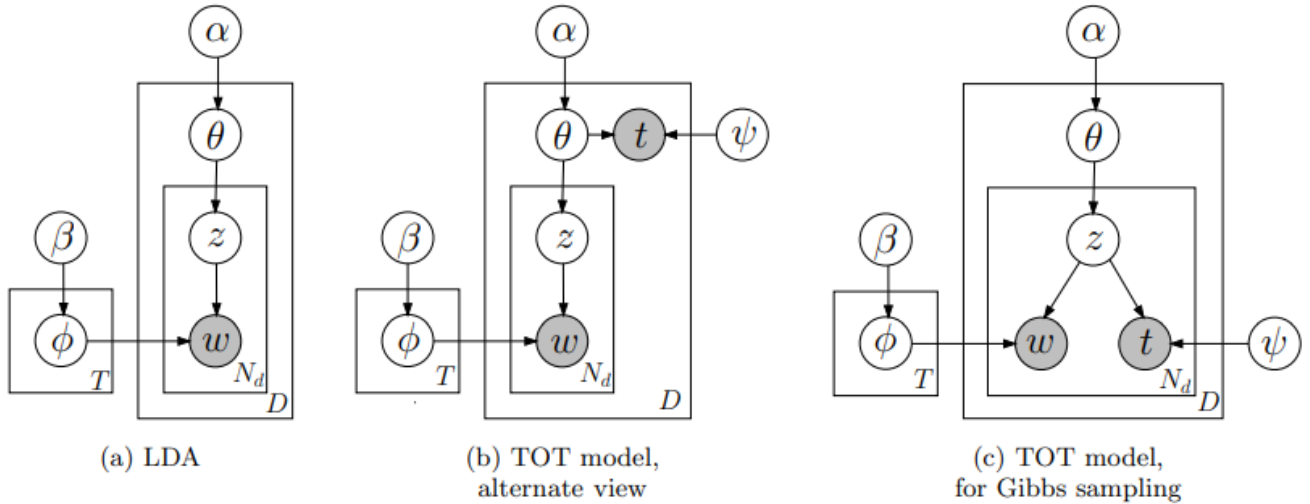 α
θ
z
β
ϕ
w
N_d
T
D
(a) LDA
α
θ
t
ψ
z
β
ϕ
w
N_d
T
D
(b) TOT model,
alternate view
α
θ
z
β
ϕ
w
t
ψ
N_d
T
D
(c) TOT model,
for Gibbs sampling